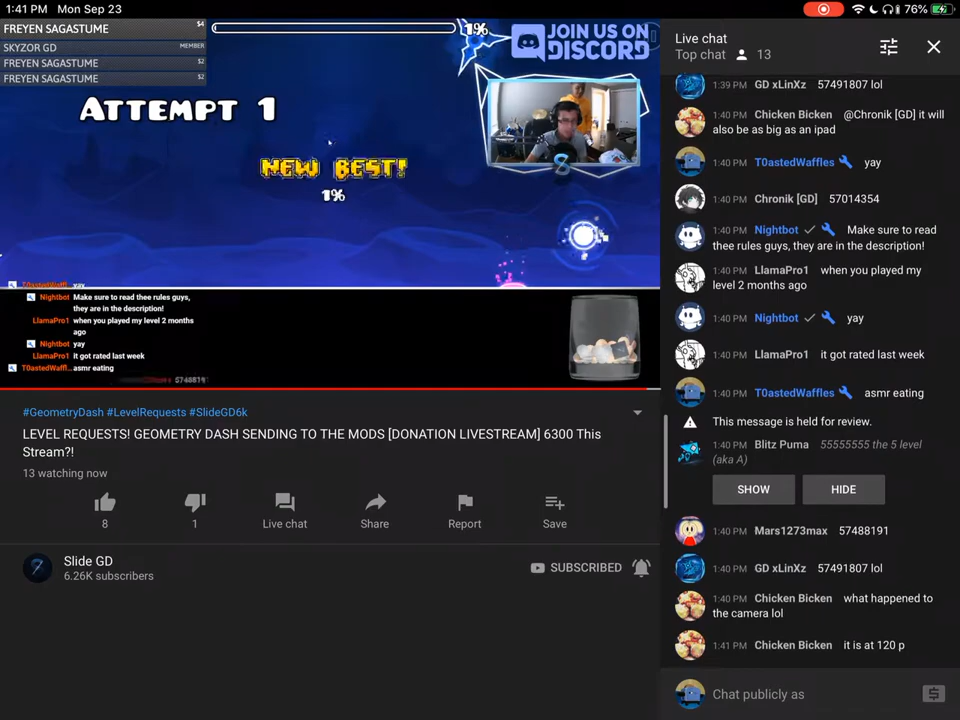 1:41 PM Mon Sep 23
76%
FREYEN SAGASTUME $4
SKYZOR GD MEMBER
FREYEN SAGASTUME $2
FREYEN SAGASTUME $2
1%
JOIN US ON
DISCORD
ATTEMPT 1
NEW BEST!
1%
T0astedWaffl.. yay
Nightbot Make sure to read thee rules guys,
they are in the description!
LlamaPro1 when you played my level 2 months
ago
Nightbot yay
LlamaPro1 it got rated last week
T0astedWaffl... asmr eating
#GeometryDash #LevelRequests #SlideGD6k
LEVEL REQUESTS! GEOMETRY DASH SENDING TO THE MODS [DONATION LIVESTREAM] 6300 This
Stream?!
13 watching now
8
1
Live chat
Share
Report
Save
Slide GD
6.26K subscribers
SUBSCRIBED
Live chat
Top chat 13
1:39 PM GD xLinXz 57491807 lol
1:40 PM Chicken Bicken @Chronik [GD] it will
also be as big as an ipad
1:40 PM T0astedWaffles yay
1:40 PM Chronik [GD] 57014354
1:40 PM Nightbot Make sure to read
thee rules guys, they are in the description!
1:40 PM LlamaPro1 when you played my
level 2 months ago
1:40 PM Nightbot yay
1:40 PM LlamaPro1 it got rated last week
1:40 PM T0astedWaffles asmr eating
This message is held for review.
1:40 PM Blitz Puma 55555555 the 5 level
(aka A)
SHOW
HIDE
1:40 PM Mars1273max 57488191
1:40 PM GD xLinXz 57491807 lol
1:40 PM Chicken Bicken what happened to
the camera lol
1:41 PM Chicken Bicken it is at 120 p
Chat publicly as